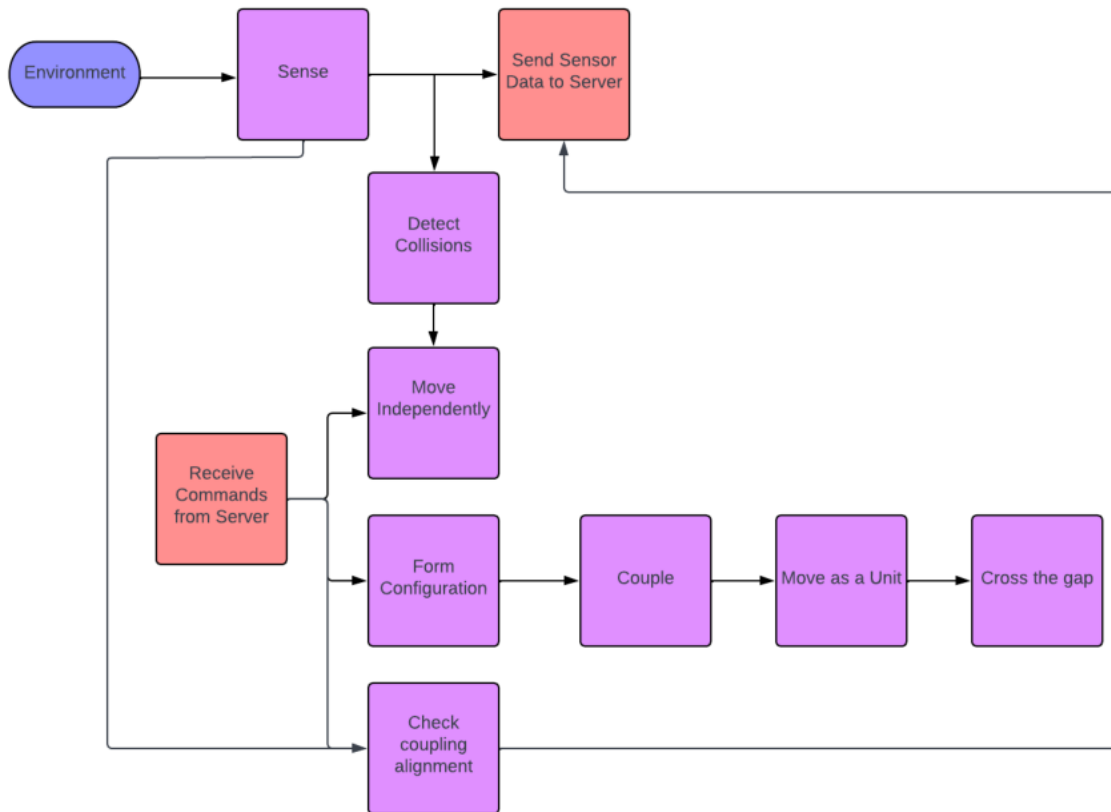 Environment
Sense
Send Sensor
Data to Server
Detect
Collisions
Move
Independently
Receive
Commands
from Server
Form
Configuration
Couple
Move as a Unit
Cross the gap
Check
coupling
alignment